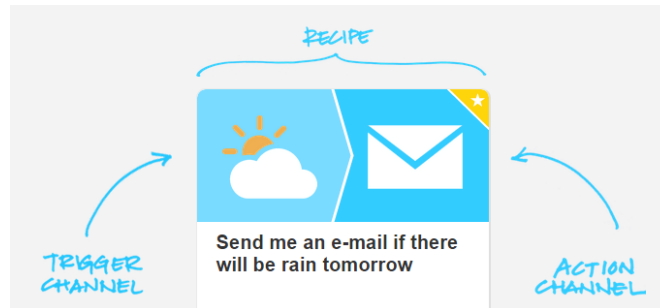 RECIPE
Send me an e-mail if there
will be rain tomorrow
TRIGGER
CHANNEL
ACTION
CHANNEL